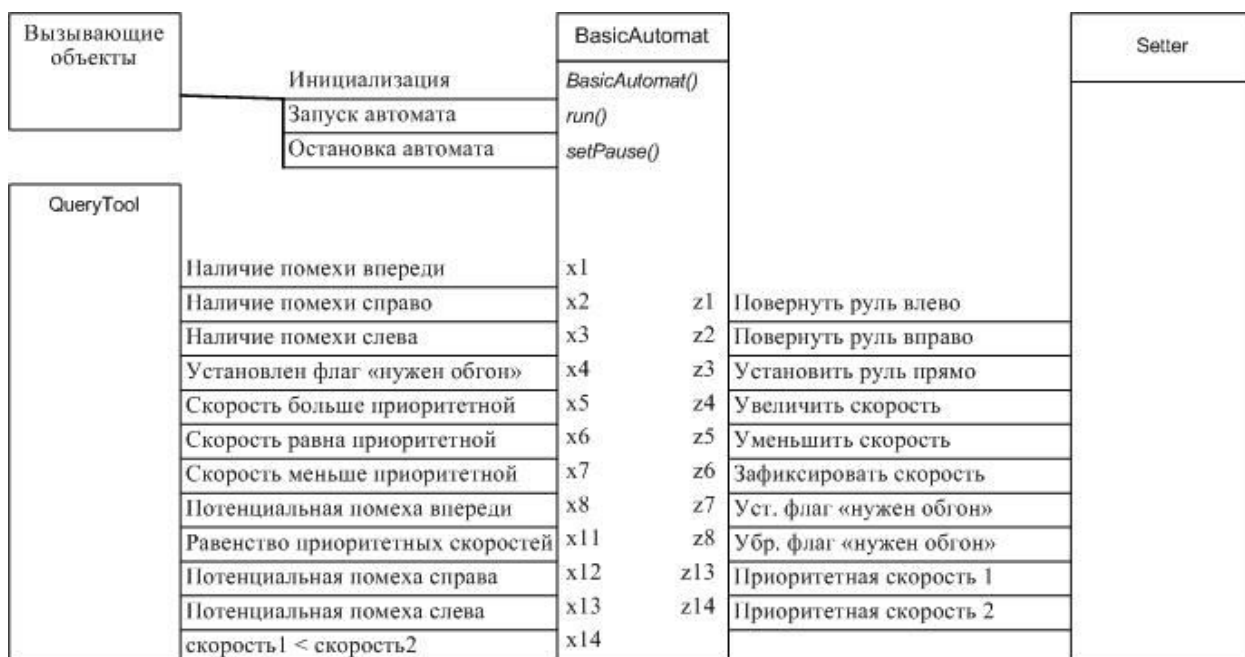 Вызывающие
объекты
BasicAutomat
Setter
Инициализация BasicAutomat()
Запуск автомата run()
Остановка автомата setPause()
QueryTool
Наличие помехи впереди x1
Наличие помехи справо x2 z1 Повернуть руль влево
Наличие помехи слева x3 z2 Повернуть руль вправо
Установлен флаг «нужен обгон» x4 z3 Установить руль прямо
Скорость больше приоритетной x5 z4 Увеличить скорость
Скорость равна приоритетной x6 z5 Уменьшить скорость
Скорость меньше приоритетной x7 z6 Зафиксировать скорость
Потенциальная помеха впереди x8 z7 Уст. флаг «нужен обгон»
Равенство приоритетных скоростей x11 z8 Убр. флаг «нужен обгон»
Потенциальная помеха справа x12 z13 Приоритетная скорость 1
Потенциальная помеха слева x13 z14 Приоритетная скорость 2
скорость1 < скорость2 x14